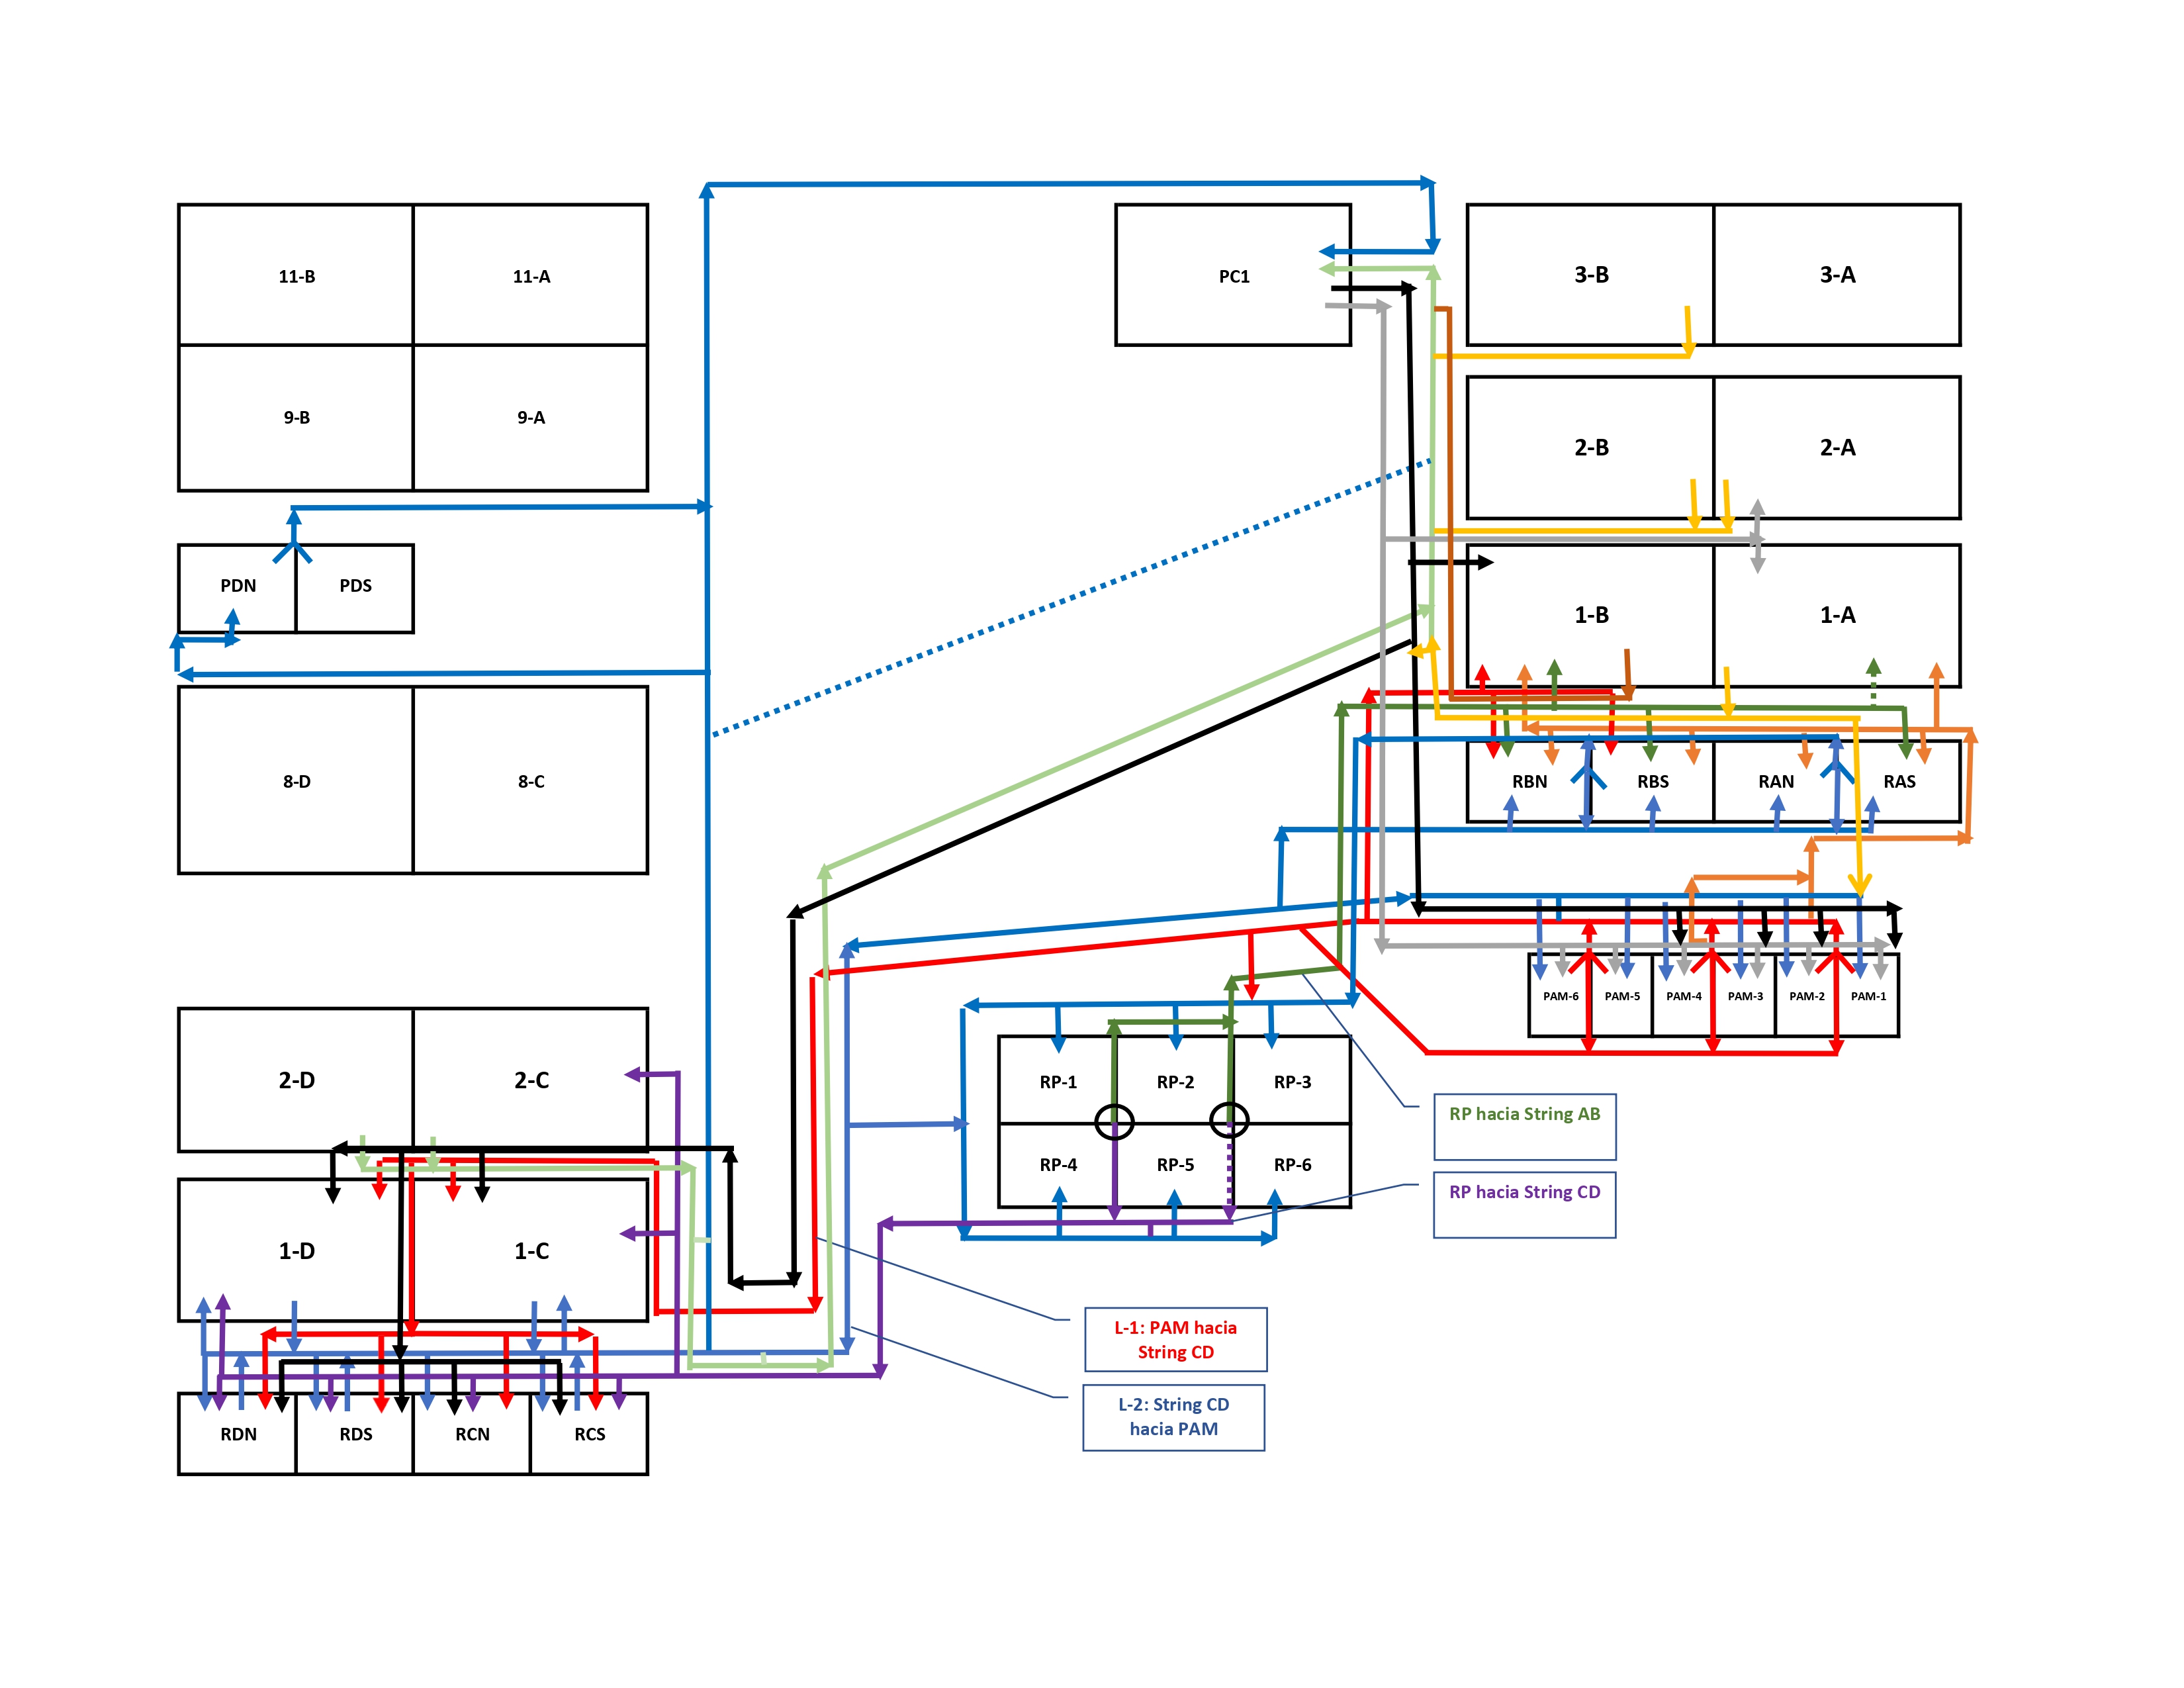 11-B
11-A
PC1
3-B
3-A
9-B
9-A
2-B
2-A
PDN
PDS
1-B
1-A
8-D
8-C
RBN
RBS
RAN
RAS
PAM-6
PAM-5
PAM-4
PAM-3
PAM-2
PAM-1
2-D
2-C
RP-1
RP-2
RP-3
RP hacia String AB
RP-4
RP-5
RP-6
RP hacia String CD
1-D
1-C
L-1: PAM hacia
String CD
L-2: String CD
hacia PAM
RDN
RDS
RCN
RCS